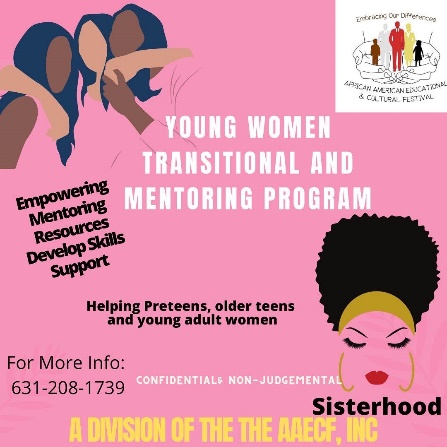 Embracing Our Differences
AFRICAN AMERICAN EDUCATIONAL
& CULTURAL FESTIVAL
YOUNG WOMEN
TRANSITIONAL AND
MENTORING PROGRAM
Empowering
Mentoring
Resources
Develop Skills
Support
Helping Preteens, older teens
and young adult women
For More Info:
631-208-1739
CONFIDENTIAL& NON-JUDGEMENTAL
Sisterhood
A DIVISION OF THE THE AAECF, INC